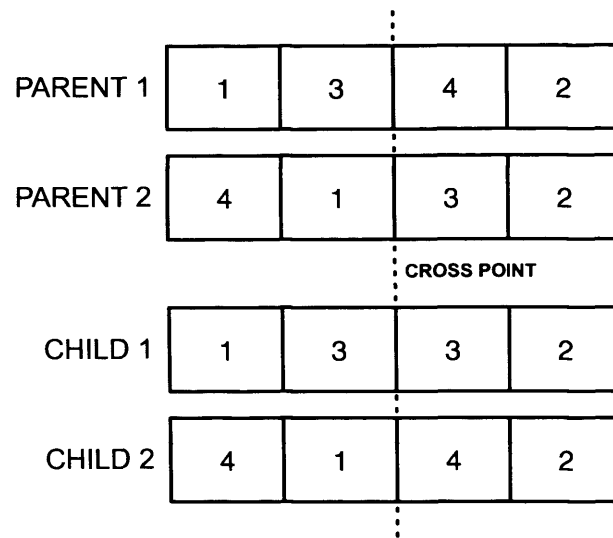 PARENT 1 1 3 4 2
PARENT 2 4 1 3 2
CROSS POINT
CHILD 1 1 3 3 2
CHILD 2 4 1 4 2